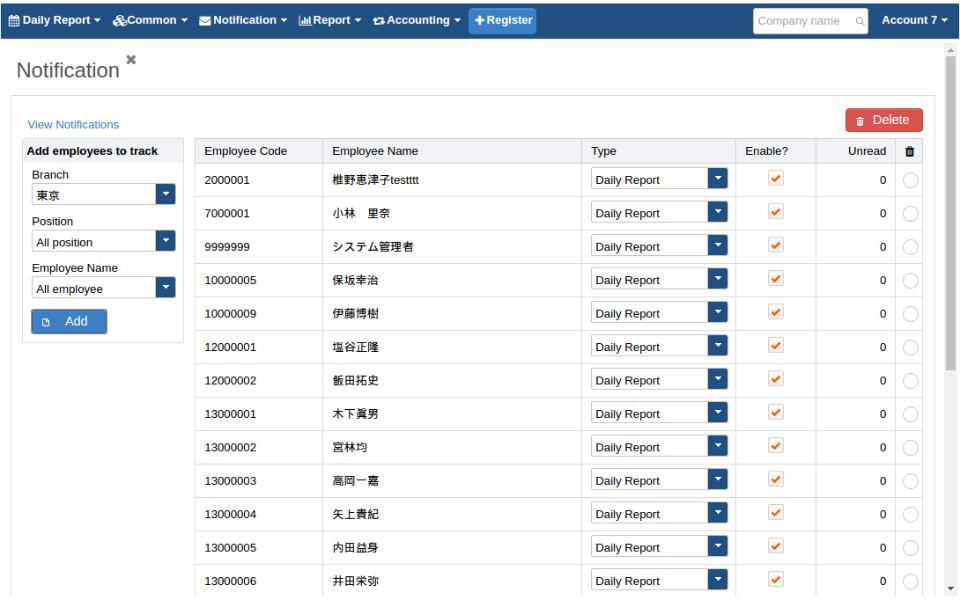 Daily Report Common Notification Report Accounting Register Company name Account 7
Notification
View Notifications
Delete
Add employees to track
Branch
東京
Position
All position
Employee Name
All employee
Add
Employee Code Employee Name Type Enable? Unread
2000001 椎野恵津子testttt Daily Report 0
7000001 小林　里奈 Daily Report 0
9999999 システム管理者 Daily Report 0
10000005 保坂幸治 Daily Report 0
10000009 伊藤博樹 Daily Report 0
12000001 塩谷正隆 Daily Report 0
12000002 飯田拓史 Daily Report 0
13000001 木下眞男 Daily Report 0
13000002 宮林均 Daily Report 0
13000003 高岡一嘉 Daily Report 0
13000004 矢上貴紀 Daily Report 0
13000005 内田益身 Daily Report 0
13000006 井田栄弥 Daily Report 0